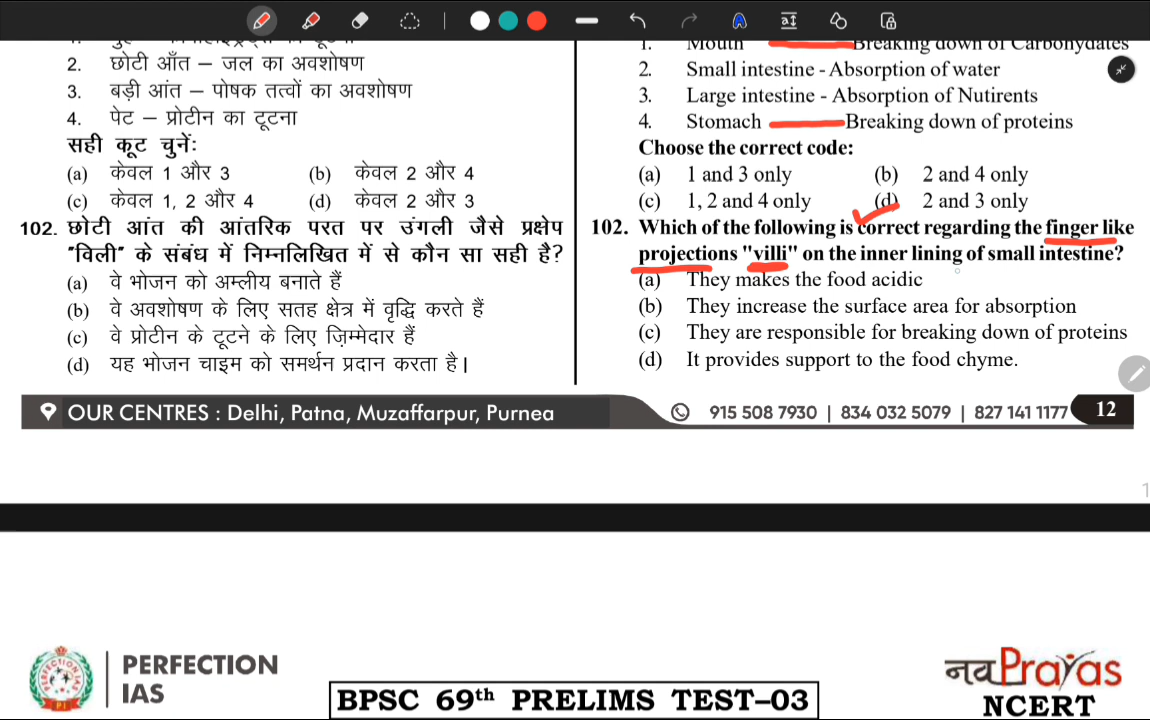 2. छोटी आँत – जल का अवशोषण
3. बड़ी आंत – पोषक तत्वों का अवशोषण
4. पेट – प्रोटीन का टूटना
सही कूट चुनेंः
(a) केवल 1 और 3 (b) केवल 2 और 4
(c) केवल 1, 2 और 4 (d) केवल 2 और 3
102. छोटी आंत की आंतरिक परत पर उंगली जैसे प्रक्षेप
"विली" के संबंध में निम्नलिखित में से कौन सा सही है?
(a) वे भोजन को अम्लीय बनाते हैं
(b) वे अवशोषण के लिए सतह क्षेत्र में वृद्धि करते हैं
(c) वे प्रोटीन के टूटने के लिए ज़िम्मेदार हैं
(d) यह भोजन चाइम को समर्थन प्रदान करता है।
1. Mouth Breaking down of Carbohydates
2. Small intestine - Absorption of water
3. Large intestine - Absorption of Nutirents
4. Stomach Breaking down of proteins
Choose the correct code:
(a) 1 and 3 only (b) 2 and 4 only
(c) 1, 2 and 4 only (d) 2 and 3 only
102. Which of the following is correct regarding the finger like
projections "villi" on the inner lining of small intestine?
(a) They makes the food acidic
(b) They increase the surface area for absorption
(c) They are responsible for breaking down of proteins
(d) It provides support to the food chyme.
OUR CENTRES : Delhi, Patna, Muzaffarpur, Purnea
915 508 7930 | 834 032 5079 | 827 141 1177 12
PERFECTION
IAS
BPSC 69th PRELIMS TEST–03
नवPrayas
NCERT